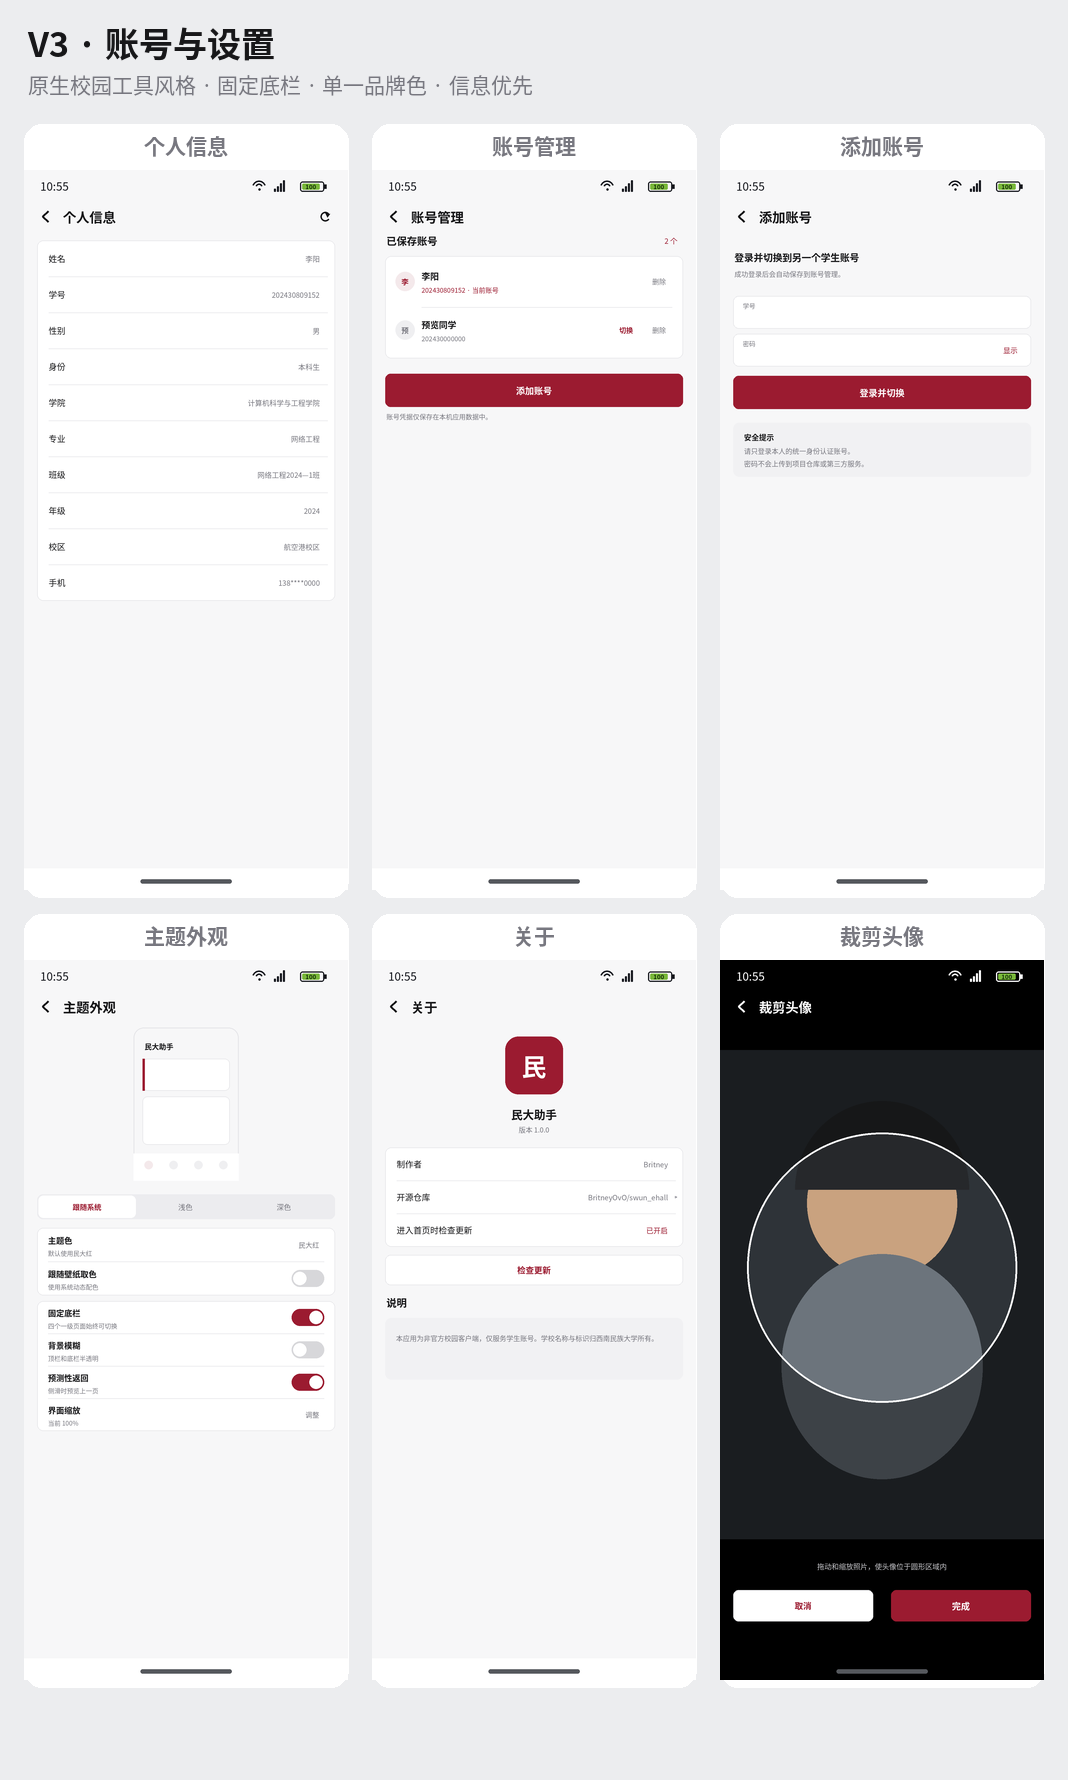 V3 · 账号与设置
原生校园工具风格 · 固定底栏 · 单一品牌色 · 信息优先
个人信息
10:55
100
个人信息
姓名 李阳
学号 202430809152
性别 男
身份 本科生
学院 计算机科学与工程学院
专业 网络工程
班级 网络工程2024—1班
年级 2024
校区 航空港校区
手机 138****0000
账号管理
10:55
100
账号管理
已保存账号 2 个
李 李阳
202430809152 · 当前账号
删除
预 预览同学
202430000000
切换 删除
添加账号
账号凭据仅保存在本机应用数据中。
添加账号
10:55
100
添加账号
登录并切换到另一个学生账号
成功登录后会自动保存到账号管理。
学号
密码
显示
登录并切换
安全提示
请只登录本人的统一身份认证账号。
密码不会上传到项目仓库或第三方服务。
主题外观
10:55
100
主题外观
民大助手
跟随系统 浅色 深色
主题色
默认使用民大红
民大红
跟随壁纸取色
使用系统动态配色
固定底栏
四个一级页面始终可切换
背景模糊
顶栏和底栏半透明
预测性返回
侧滑时预览上一页
界面缩放
当前 100%
调整
关于
10:55
100
关于
民
民大助手
版本 1.0.0
制作者 Britney
开源仓库 BritneyOvO/swun_ehall
进入首页时检查更新 已开启
检查更新
说明
本应用为非官方校园客户端，仅服务学生账号。学校名称与标识归西南民族大学所有。
裁剪头像
10:55
100
裁剪头像
拖动和缩放照片，使头像位于圆形区域内
取消 完成